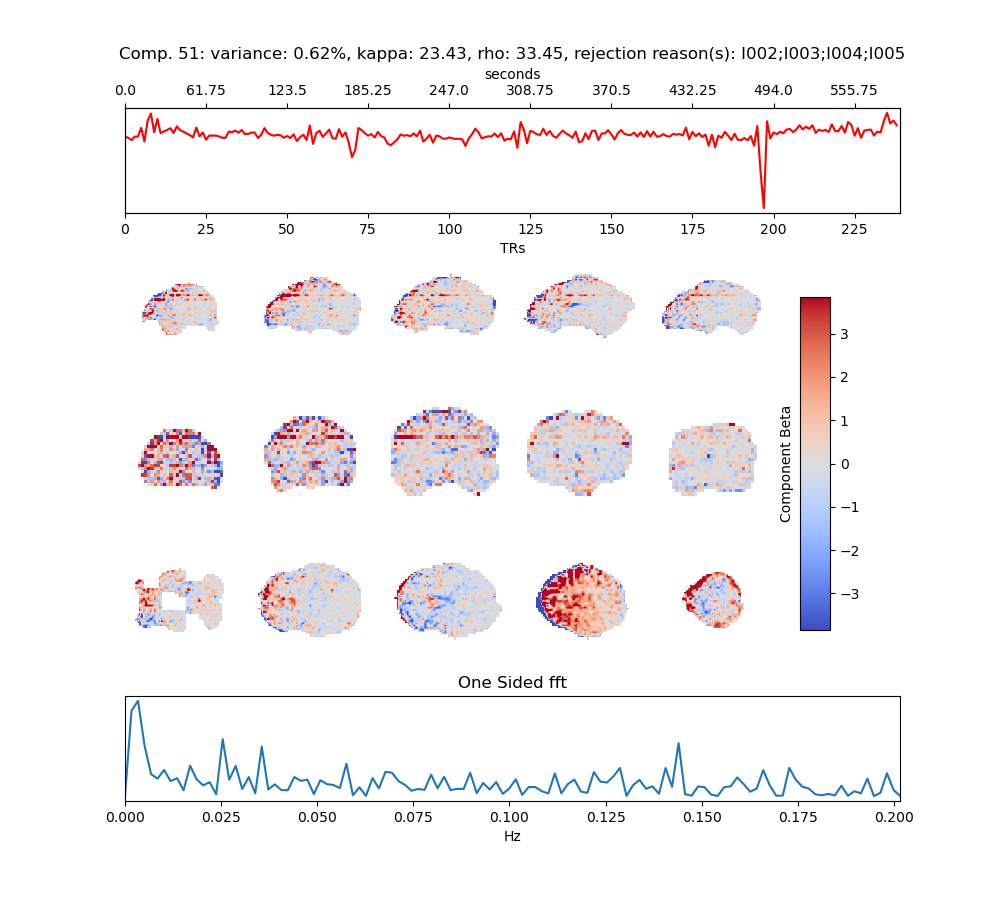 Comp. 51: variance: 0.62%, kappa: 23.43, rho: 33.45, rejection reason(s): I002;I003;I004;I005
seconds
0.0 61.75 123.5 185.25 247.0 308.75 370.5 432.25 494.0 555.75
0 25 50 75 100 125 150 175 200 225
TRs
3
2
1
0
−1
−2
−3
Component Beta
One Sided fft
0.000 0.025 0.050 0.075 0.100 0.125 0.150 0.175 0.200
Hz